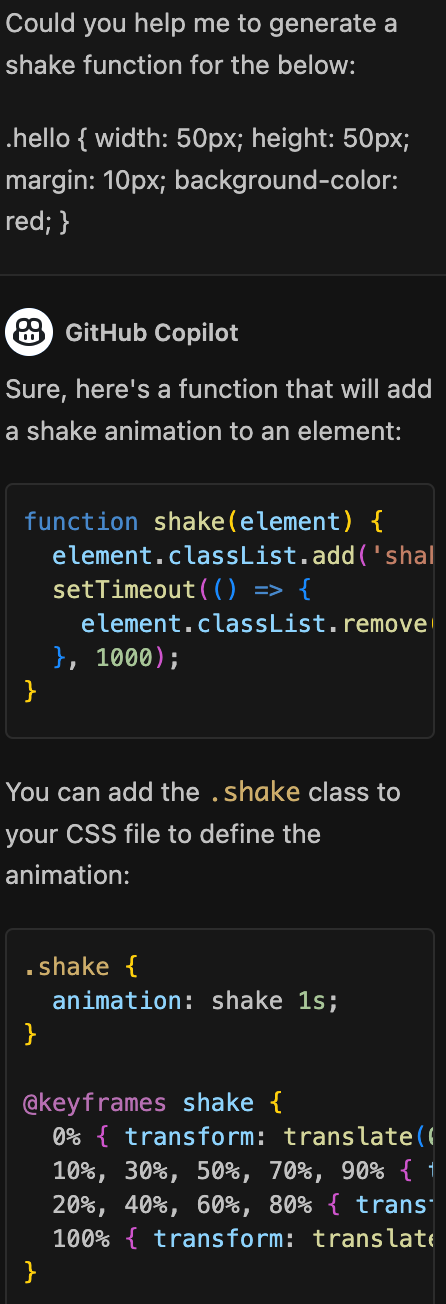 Could you help me to generate a
shake function for the below:
.hello { width: 50px; height: 50px;
margin: 10px; background-color:
red; }
GitHub Copilot
Sure, here's a function that will add
a shake animation to an element:
function shake(element) {
element.classList.add('shak
setTimeout(() => {
element.classList.remove(
}, 1000);
}
You can add the .shake class to
your CSS file to define the
animation:
.shake {
animation: shake 1s;
}
@keyframes shake {
0% { transform: translate(
10%, 30%, 50%, 70%, 90% {
20%, 40%, 60%, 80% { trans
100% { transform: translate
}